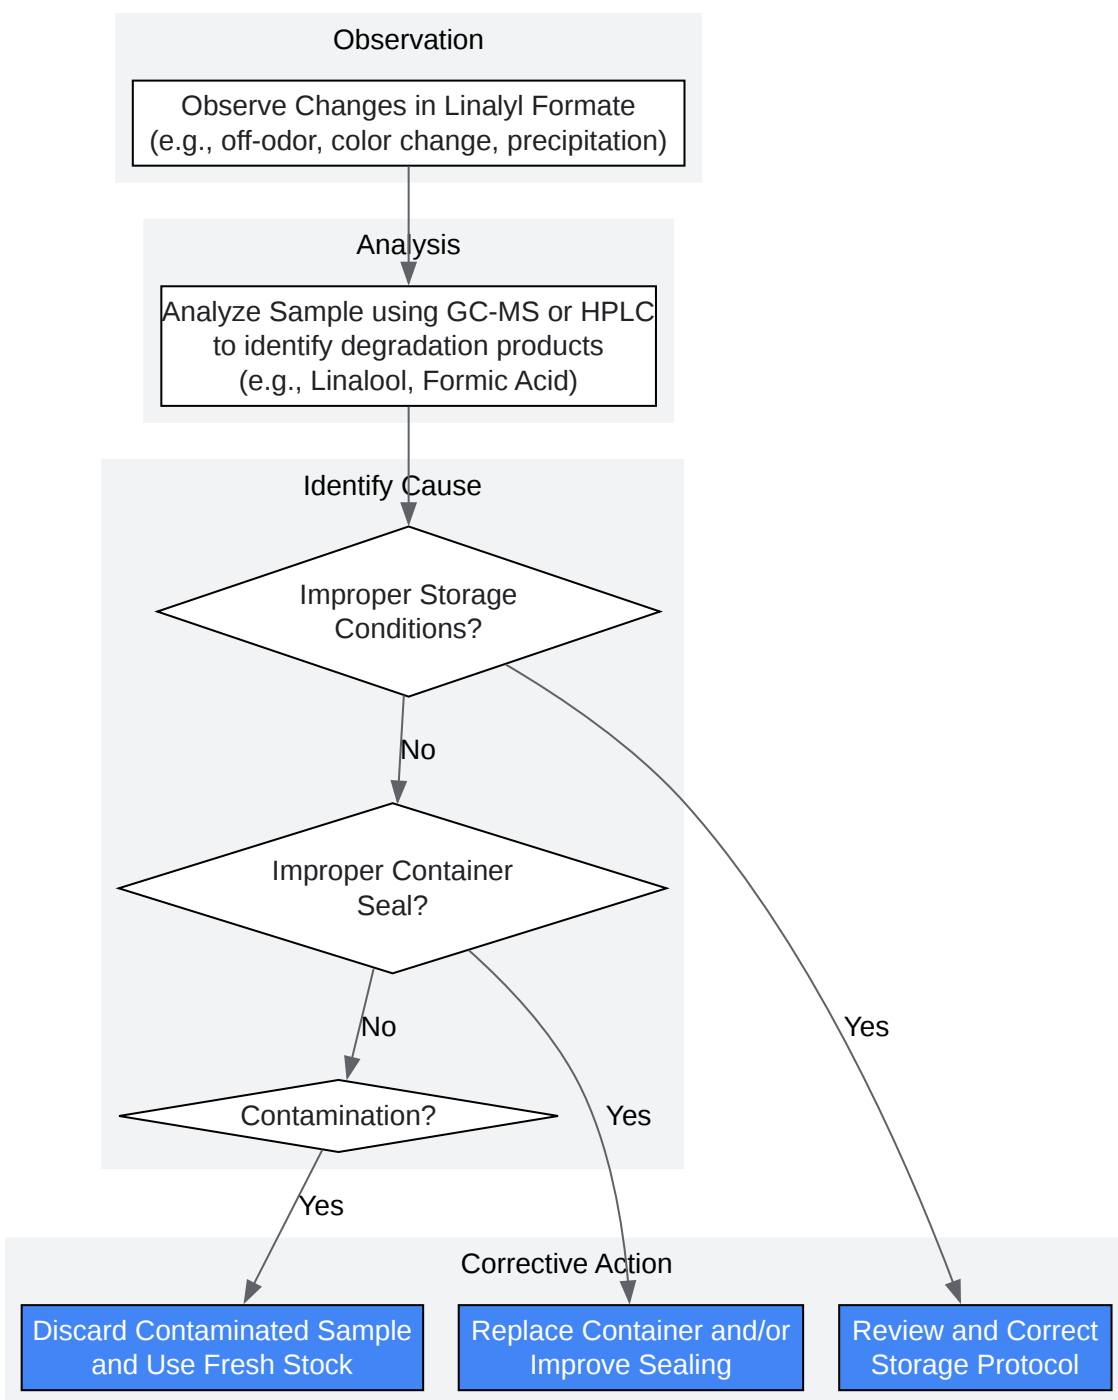 Observation
Observe Changes in Linalyl Formate
(e.g., off-odor, color change, precipitation)
Analysis
Analyze Sample using GC-MS or HPLC
to identify degradation products
(e.g., Linalool, Formic Acid)
Identify Cause
Improper Storage
Conditions?
No
Improper Container
Seal?
No
Yes
Contamination?
Yes
Yes
Corrective Action
Discard Contaminated Sample
and Use Fresh Stock
Replace Container and/or
Improve Sealing
Review and Correct
Storage Protocol